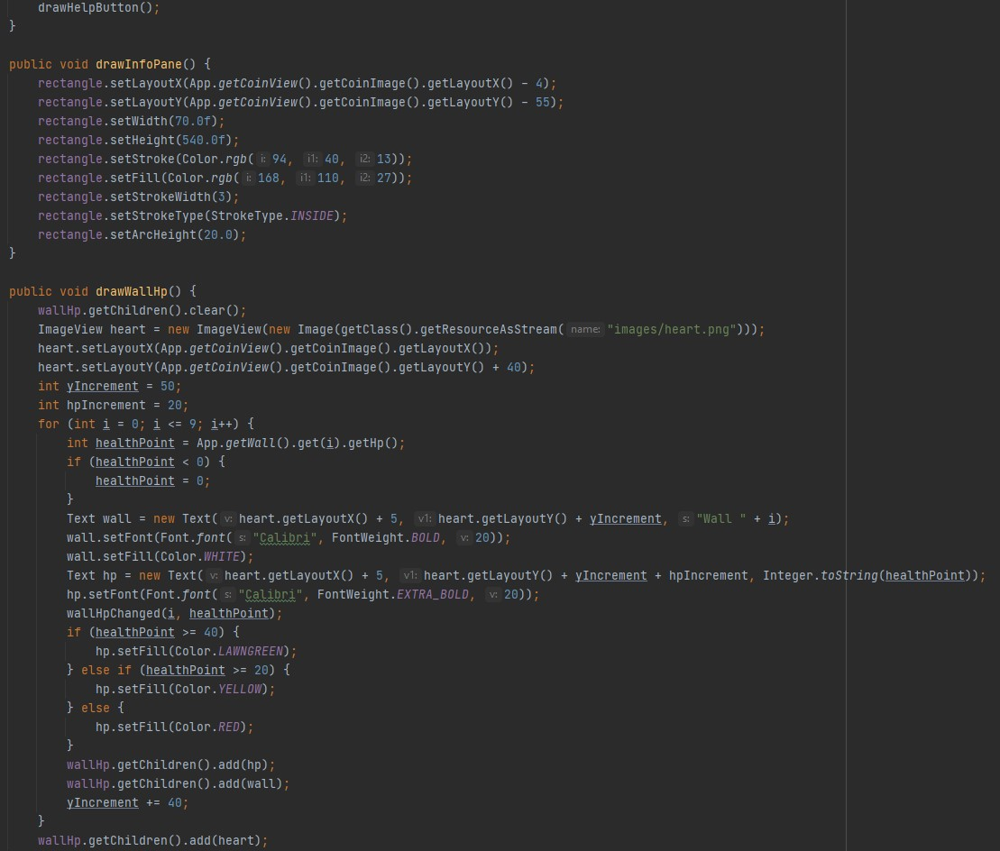 drawHelpButton();
}

public void drawInfoPane() {
    rectangle.setLayoutX(App.getCoinView().getCoinImage().getLayoutX() - 4);
    rectangle.setLayoutY(App.getCoinView().getCoinImage().getLayoutY() - 55);
    rectangle.setWidth(70.0f);
    rectangle.setHeight(540.0f);
    rectangle.setStroke(Color.rgb( i: 94,  i1: 40,  i2: 13));
    rectangle.setFill(Color.rgb( i: 168,  i1: 110,  i2: 27));
    rectangle.setStrokeWidth(3);
    rectangle.setStrokeType(StrokeType.INSIDE);
    rectangle.setArcHeight(20.0);
}

public void drawWallHp() {
    wallHp.getChildren().clear();
    ImageView heart = new ImageView(new Image(getClass().getResourceAsStream( name: "images/heart.png")));
    heart.setLayoutX(App.getCoinView().getCoinImage().getLayoutX());
    heart.setLayoutY(App.getCoinView().getCoinImage().getLayoutY() + 40);
    int yIncrement = 50;
    int hpIncrement = 20;
    for (int i = 0; i <= 9; i++) {
        int healthPoint = App.getWall().get(i).getHp();
        if (healthPoint < 0) {
            healthPoint = 0;
        }
        Text wall = new Text( v: heart.getLayoutX() + 5,  v1: heart.getLayoutY() + yIncrement,  s: "Wall " + i);
        wall.setFont(Font.font( s: "Calibri", FontWeight.BOLD,  v: 20));
        wall.setFill(Color.WHITE);
        Text hp = new Text( v: heart.getLayoutX() + 5,  v1: heart.getLayoutY() + yIncrement + hpIncrement, Integer.toString(healthPoint));
        hp.setFont(Font.font( s: "Calibri", FontWeight.EXTRA_BOLD,  v: 20));
        wallHpChanged(i, healthPoint);
        if (healthPoint >= 40) {
            hp.setFill(Color.LAWNGREEN);
        } else if (healthPoint >= 20) {
            hp.setFill(Color.YELLOW);
        } else {
            hp.setFill(Color.RED);
        }
        wallHp.getChildren().add(hp);
        wallHp.getChildren().add(wall);
        yIncrement += 40;
    }
    wallHp.getChildren().add(heart);